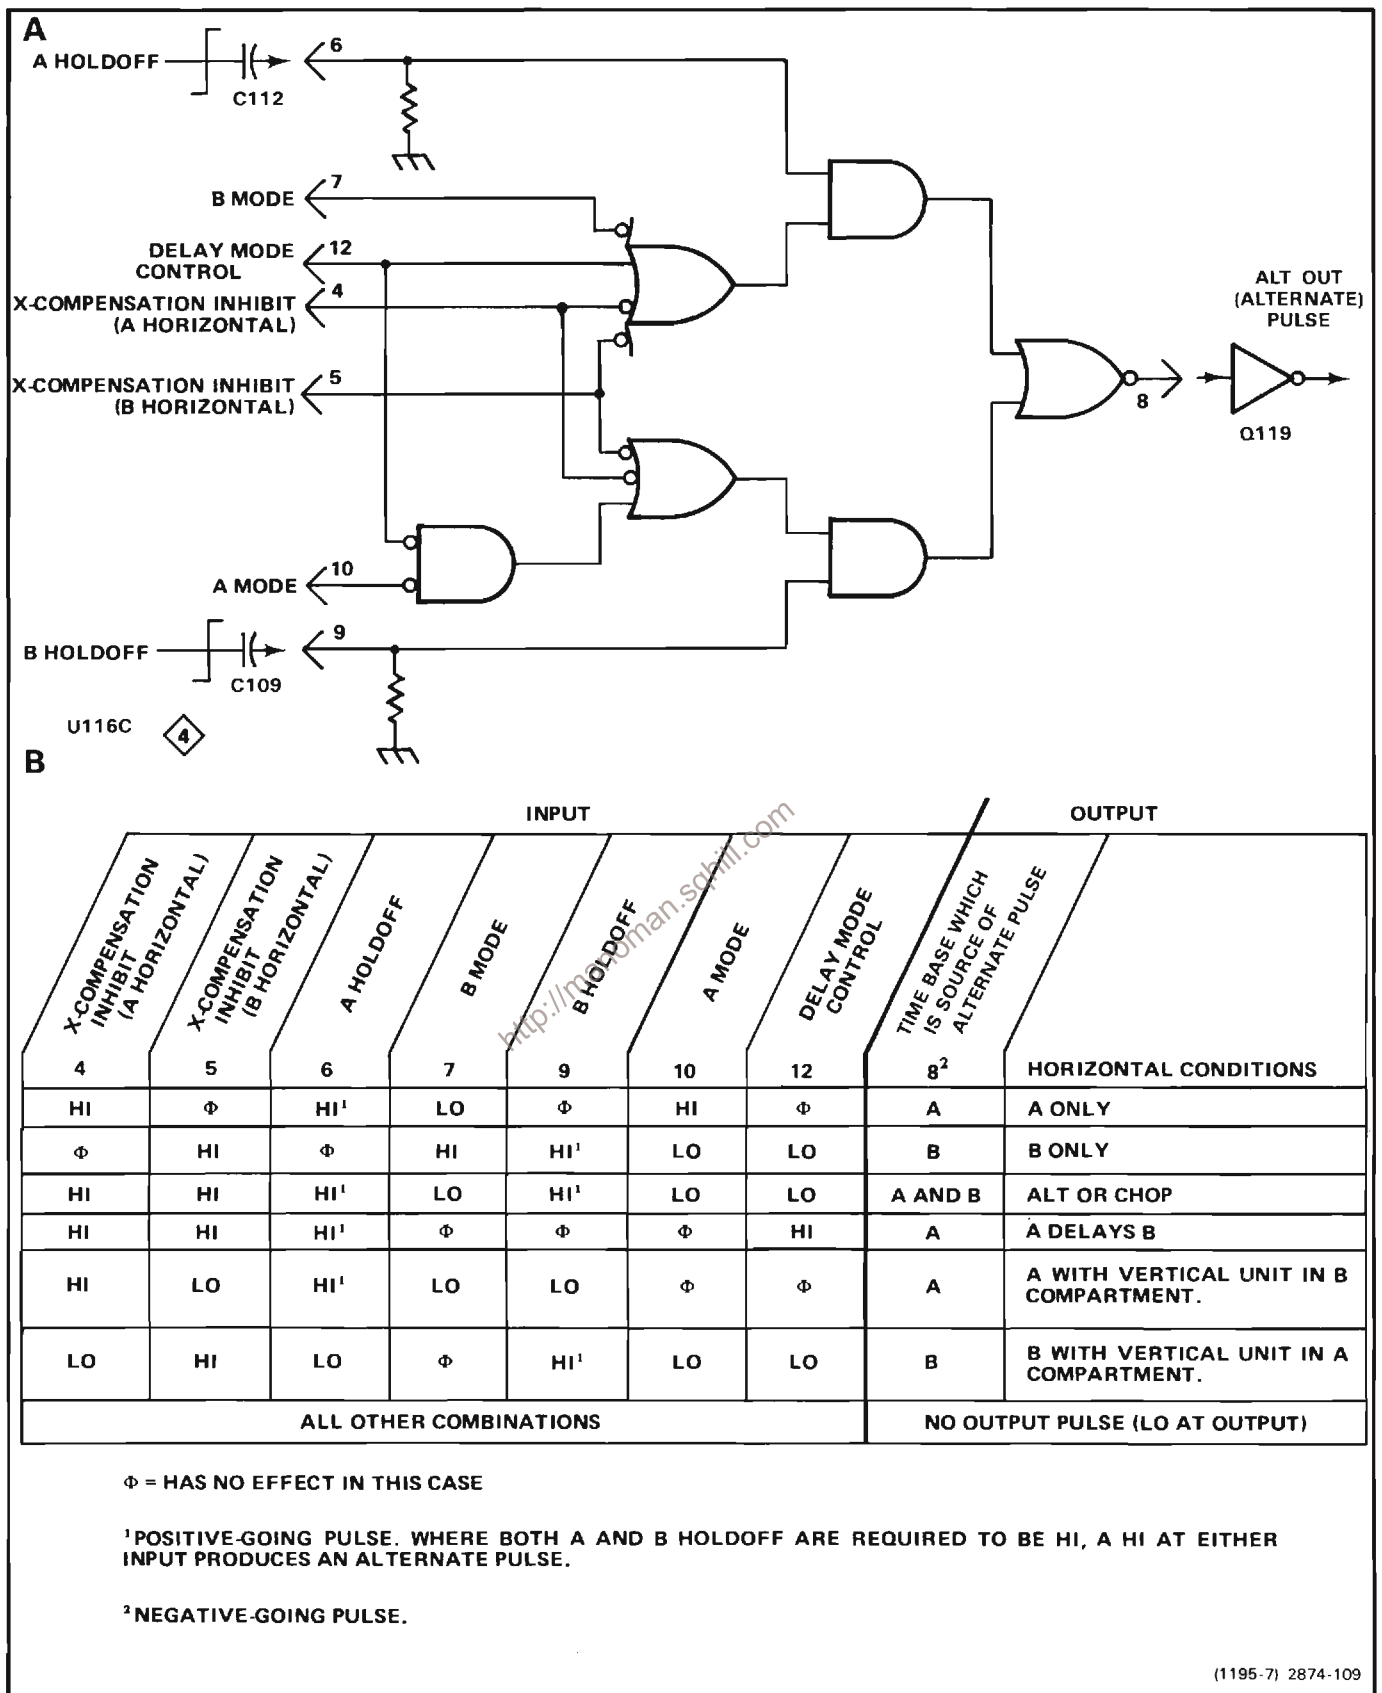 A
A HOLDOFF
6
C112
B MODE
7
DELAY MODE
CONTROL
12
X-COMPENSATION INHIBIT
(A HORIZONTAL)
4
X-COMPENSATION INHIBIT
(B HORIZONTAL)
5
ALT OUT
(ALTERNATE)
PULSE
8
Q119
A MODE
10
B HOLDOFF
9
C109
U116C
4
B
INPUT
OUTPUT
X-COMPENSATION
INHIBIT
(A HORIZONTAL)
X-COMPENSATION
INHIBIT
(B HORIZONTAL)
A HOLDOFF
B MODE
B HOLDOFF
A MODE
DELAY MODE
CONTROL
TIME BASE WHICH
IS SOURCE OF
ALTERNATE PULSE
http://manoman.sqhill.com
4 5 6 7 9 10 12 8² HORIZONTAL CONDITIONS
HI Φ HI¹ LO Φ HI Φ A A ONLY
Φ HI Φ HI HI¹ LO LO B B ONLY
HI HI HI¹ LO HI¹ LO LO A AND B ALT OR CHOP
HI HI HI¹ Φ Φ Φ HI A A DELAYS B
HI LO HI¹ LO LO Φ Φ A A WITH VERTICAL UNIT IN B
COMPARTMENT.
LO HI LO Φ HI¹ LO LO B B WITH VERTICAL UNIT IN A
COMPARTMENT.
ALL OTHER COMBINATIONS NO OUTPUT PULSE (LO AT OUTPUT)
Φ = HAS NO EFFECT IN THIS CASE
¹POSITIVE-GOING PULSE. WHERE BOTH A AND B HOLDOFF ARE REQUIRED TO BE HI, A HI AT EITHER
INPUT PRODUCES AN ALTERNATE PULSE.
²NEGATIVE-GOING PULSE.
(1195-7) 2874-109